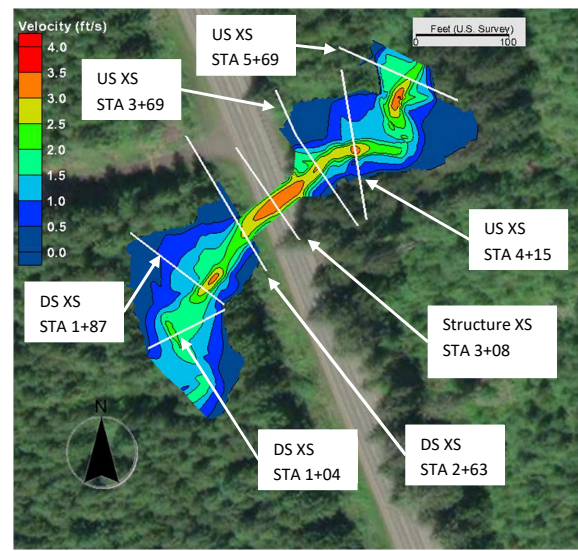 Velocity (ft/s)
4.0
3.5
3.0
2.5
2.0
1.5
1.0
0.5
0.0
Feet (U.S. Survey)
0
100
US XS
STA 5+69
US XS
STA 3+69
US XS
STA 4+15
DS XS
STA 1+87
Structure XS
STA 3+08
DS XS
STA 1+04
DS XS
STA 2+63
N